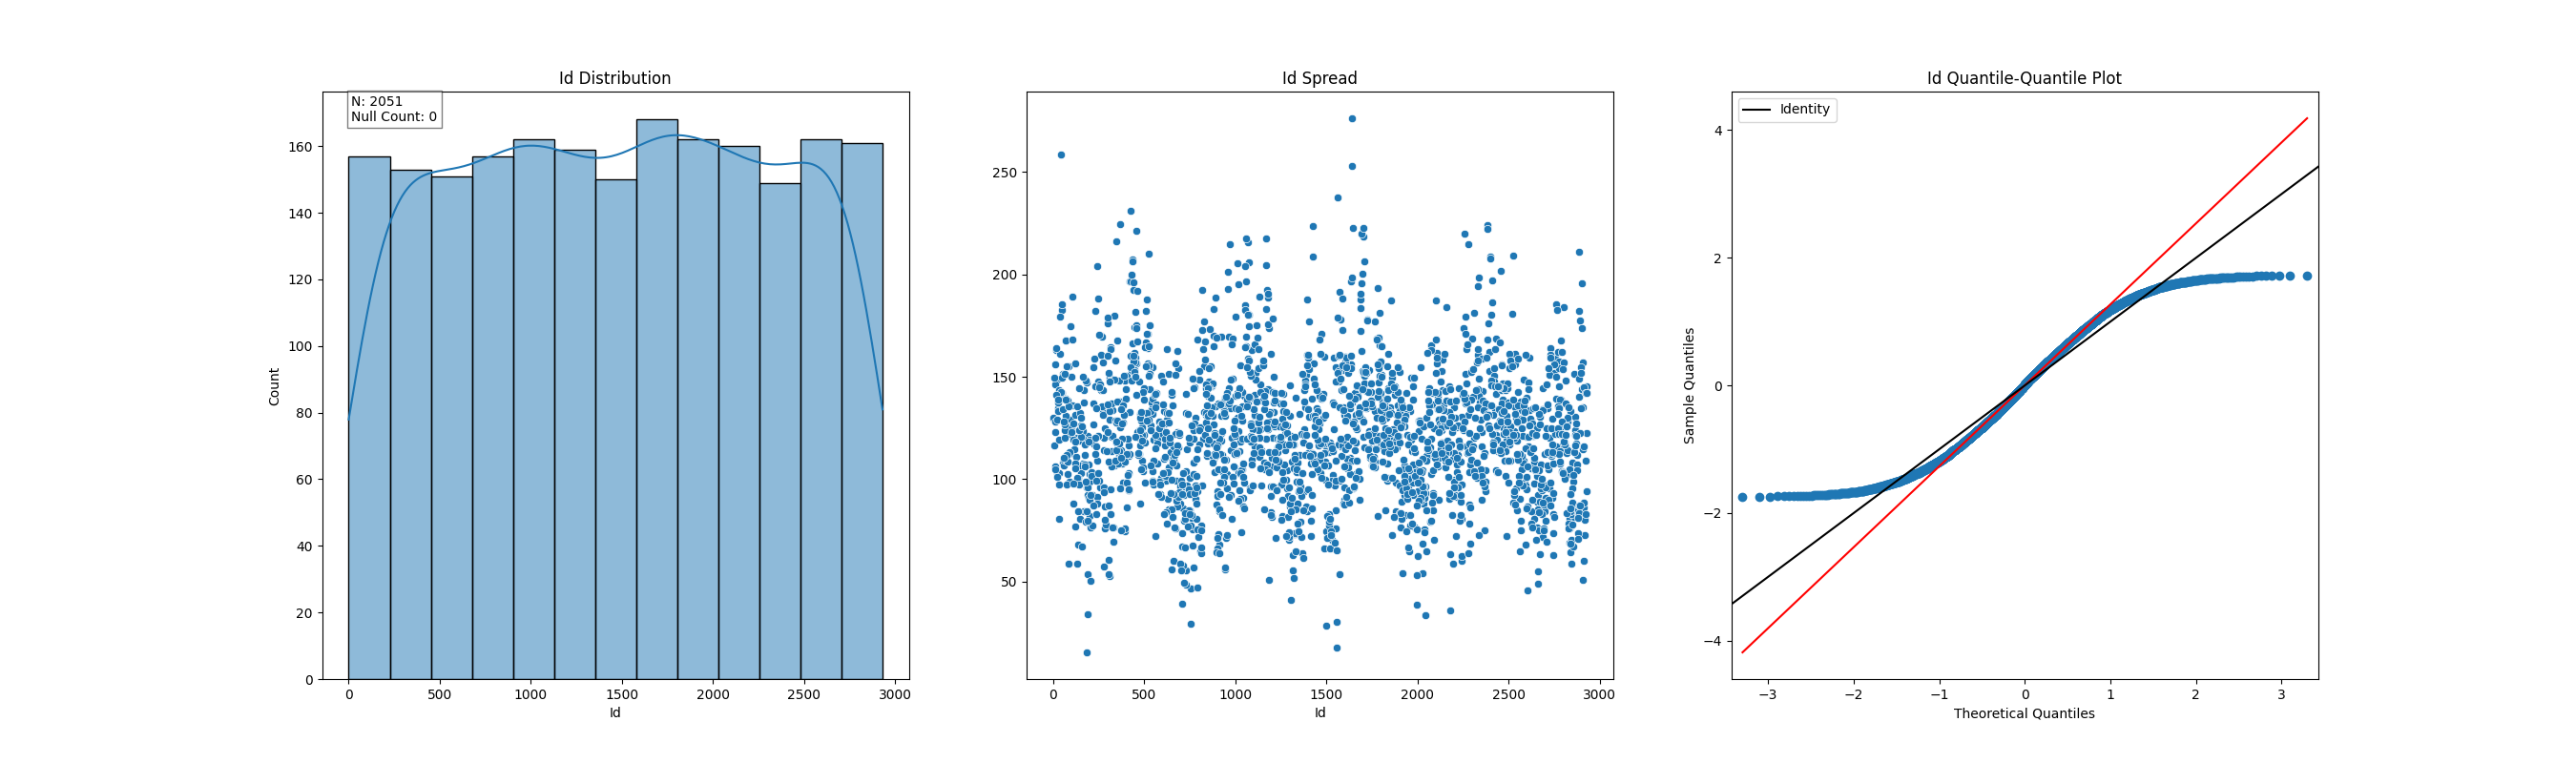 Id Distribution
N: 2051
Null Count: 0
160
140
120
100
80
60
40
20
0
Count
0 500 1000 1500 2000 2500 3000
Id
Id Spread
250
200
150
100
50
0 500 1000 1500 2000 2500 3000
Id
Id Quantile-Quantile Plot
Identity
4
2
0
−2
−4
Sample Quantiles
−3 −2 −1 0 1 2 3
Theoretical Quantiles